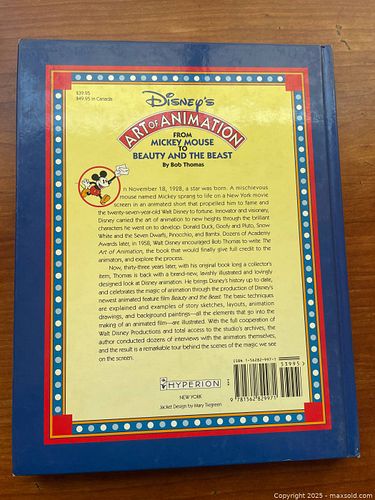 $39.95
$49.95 in Canada
Disney's
ART OF ANIMATION
FROM
MICKEY MOUSE
TO
BEAUTY AND THE BEAST
By Bob Thomas
n November 18, 1928, a star was born. A mischievous
mouse named Mickey sprang to life on a New York movie
screen in an animated short that propelled him to fame and
the twenty-seven-year-old Walt Disney to fortune. Innovator and visionary,
Disney carried the art of animation to new heights through the brilliant
characters he went on to develop: Donald Duck, Goofy and Pluto, Snow
White and the Seven Dwarfs, Pinocchio, and Bambi. Dozens of Academy
Awards later, in 1958, Walt Disney encouraged Bob Thomas to write The
Art of Animation, the book that would finally give full credit to the
animators, and explore the process.
Now, thirty-three years later, with his original book long a collector's
item, Thomas is back with a brand-new, lavishly illustrated and lovingly
designed look at Disney animation. He brings Disney's history up to date,
and celebrates the magic of animation through the production of Disney's
newest animated feature film Beauty and the Beast. The basic techniques
are explained and examples of story sketches, layouts, animation
drawings, and background paintings—all the elements that go into the
making of an animated film—are illustrated. With the full cooperation of
Walt Disney Productions and total access to the studio's archives, the
author conducted dozens of interviews with the animators themselves,
and the result is a remarkable tour behind the scenes of the magic we see
on the screen.
ISBN 1-56282-997-1
53995
HYPERION
NEW YORK
Jacket Design by Mary Tiegreen
9 781562 829971
Copyright 2025 - maxsold.com